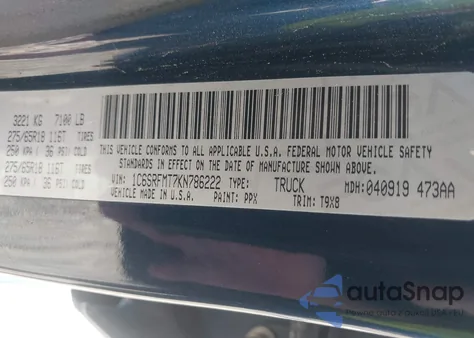 3221 KG 7100 LB
275/65R18 116T TIRES
250 KPA/ 36 PSI/ COLD
275/65R18 116T TIRES
250 KPA/ 36 PSI/ COLD
THIS VEHICLE CONFORMS TO ALL APPLICABLE U.S.A. FEDERAL MOTOR VEHICLE SAFETY
STANDARDS IN EFFECT ON THE DATE OF MANUFACTURE SHOWN ABOVE.
VIN: 1C6SRFMT7KN786222 TYPE: TRUCK MDH: 040919 473AA
MADE IN U.S.A. PAINT: PPX TRIM: T9X8
autoSnap